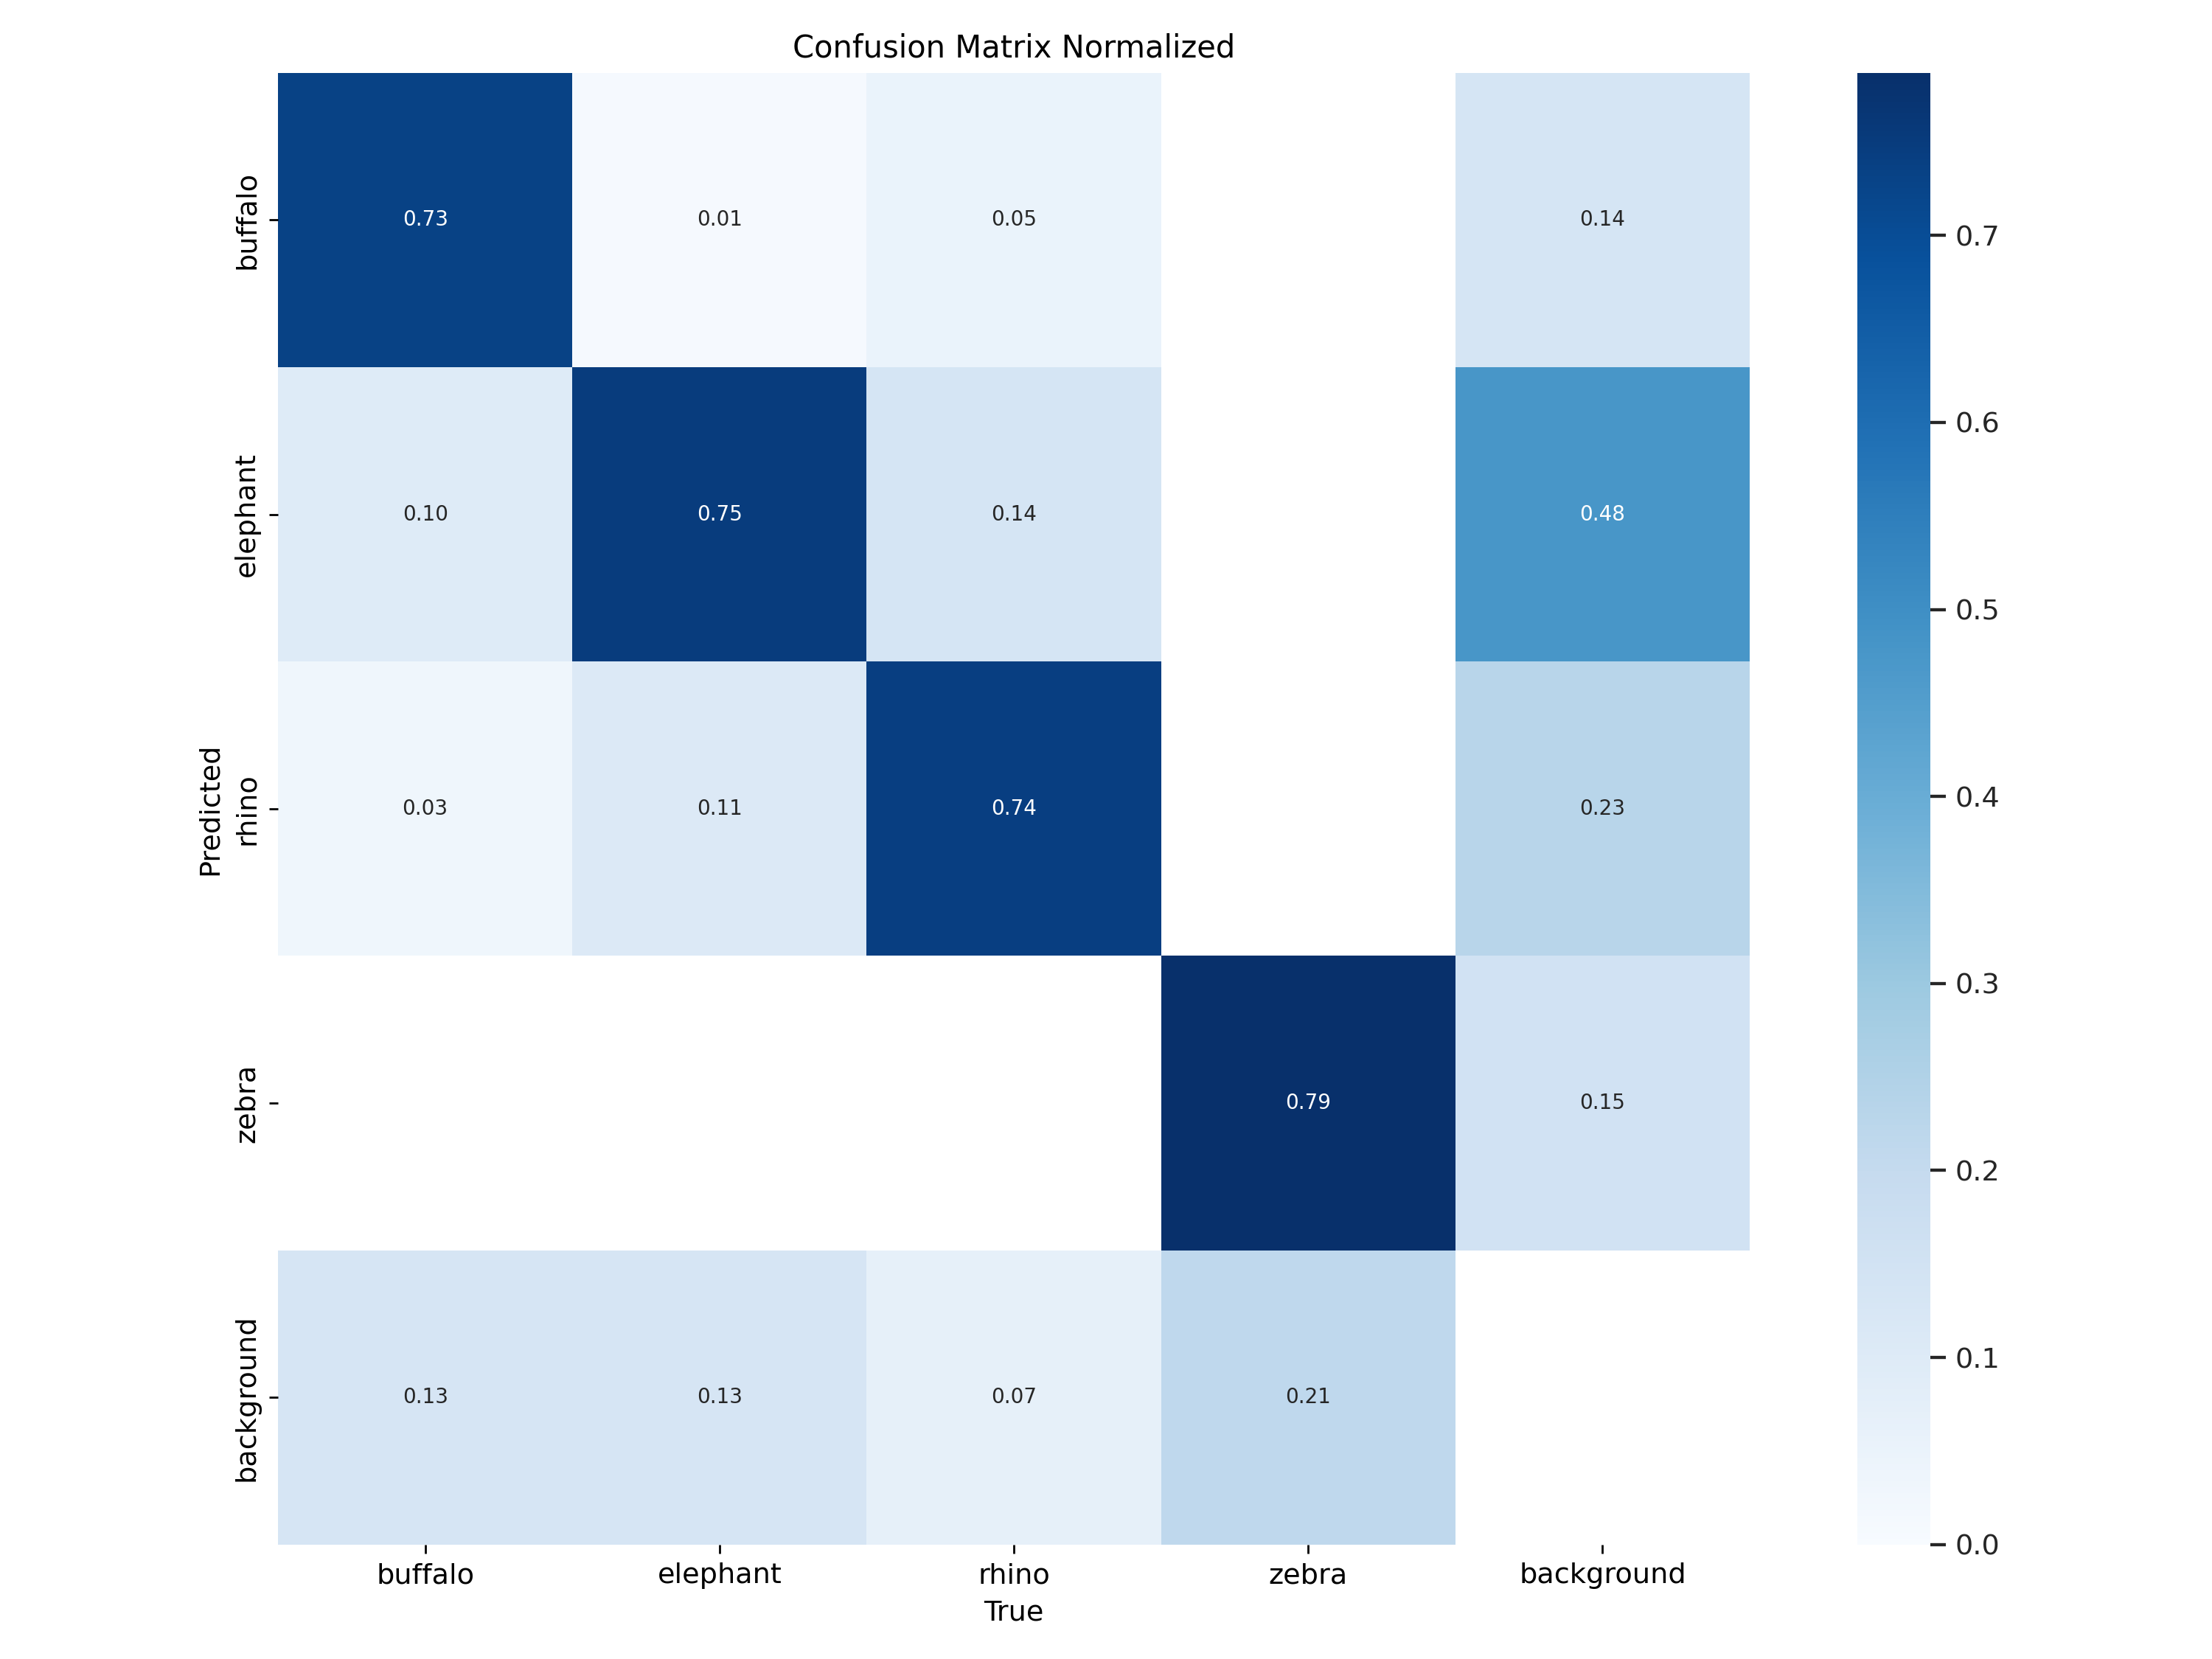 Confusion Matrix Normalized
buffalo
0.73
0.01
0.05
0.14
0.7
0.6
elephant
0.10
0.75
0.14
0.48
0.5
Predicted
rhino
0.03
0.11
0.74
0.23
0.4
0.3
zebra
0.79
0.15
0.2
0.1
background
0.13
0.13
0.07
0.21
0.0
buffalo
elephant
rhino
zebra
background
True